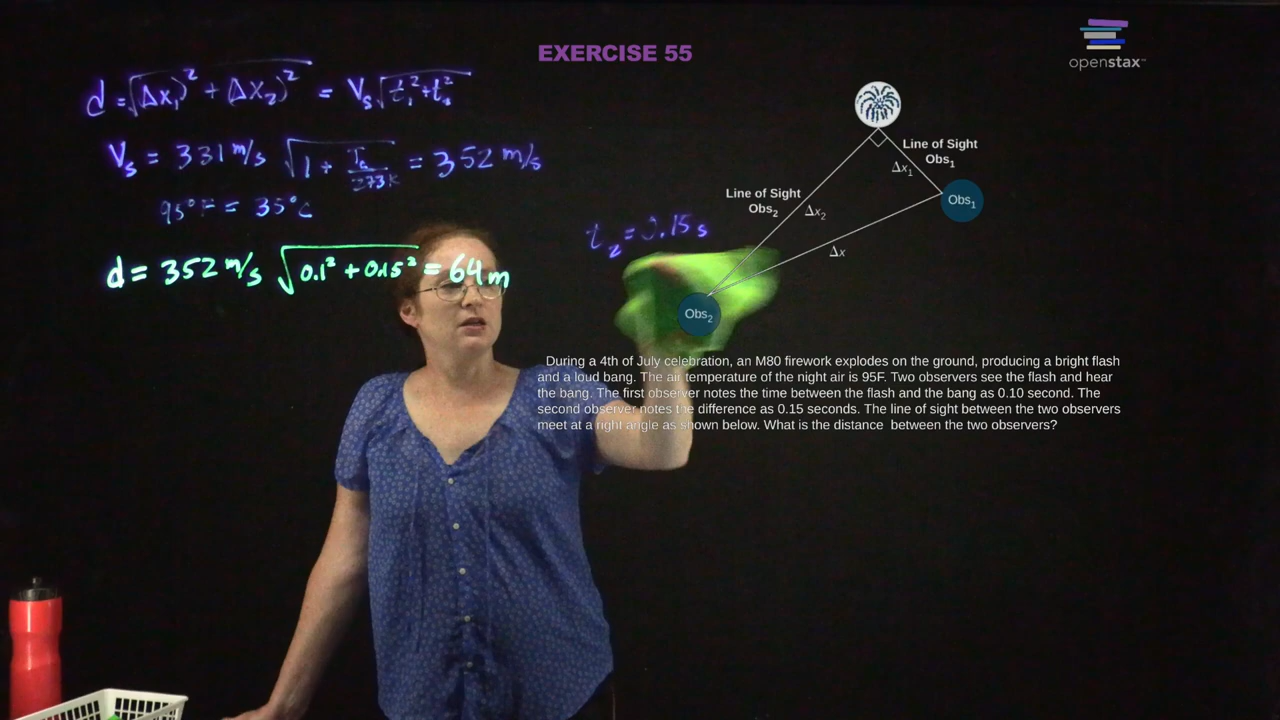 EXERCISE 55
openstax™
d = √(Δx₁)² + Δx₂)² = Vs√t₁²+t₂²
Vs = 331 m/s √1 + Tc/273K = 352 m/s
95°F = 35°C
d = 352 m/s √0.1² + 0.15² = 64 m
t₂ = 0.15 s
Line of Sight
Obs₁
Δx₁
Obs₁
Line of Sight
Obs₂
Δx₂
Δx
Obs₂
During a 4th of July celebration, an M80 firework explodes on the ground, producing a bright flash
and a loud bang. The air temperature of the night air is 95F. Two observers see the flash and hear
the bang. The first observer notes the time between the flash and the bang as 0.10 second. The
second observer notes the difference as 0.15 seconds. The line of sight between the two observers
meet at a right angle as shown below. What is the distance between the two observers?